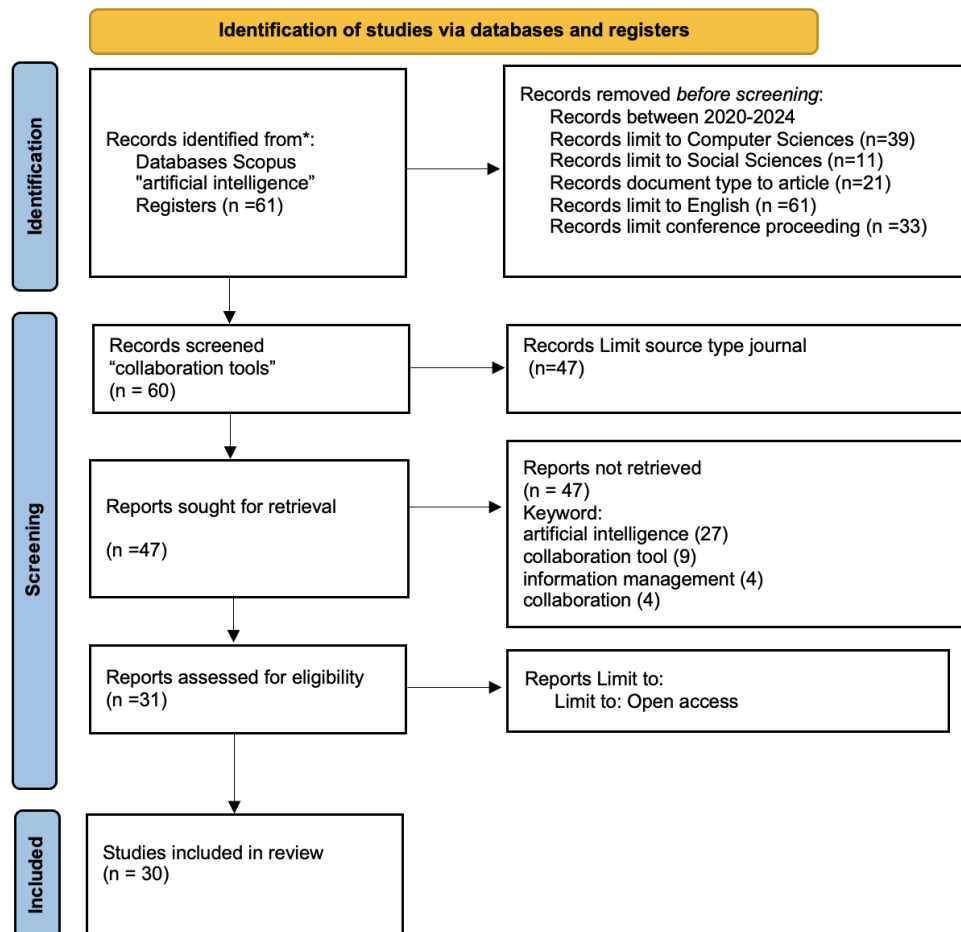 Identification of studies via databases and registers
Identification
Records identified from*:
Databases Scopus
"artificial intelligence”
Registers (n =61)
Records removed before screening:
Records between 2020-2024
Records limit to Computer Sciences (n=39)
Records limit to Social Sciences (n=11)
Records document type to article (n=21)
Records limit to English (n =61)
Records limit conference proceeding (n =33)
Screening
Records screened
“collaboration tools”
(n = 60)
Records Limit source type journal
(n=47)
Reports sought for retrieval
(n =47)
Reports not retrieved
(n = 47)
Keyword:
artificial intelligence (27)
collaboration tool (9)
information management (4)
collaboration (4)
Reports assessed for eligibility
(n =31)
Reports Limit to:
Limit to: Open access
Included
Studies included in review
(n = 30)